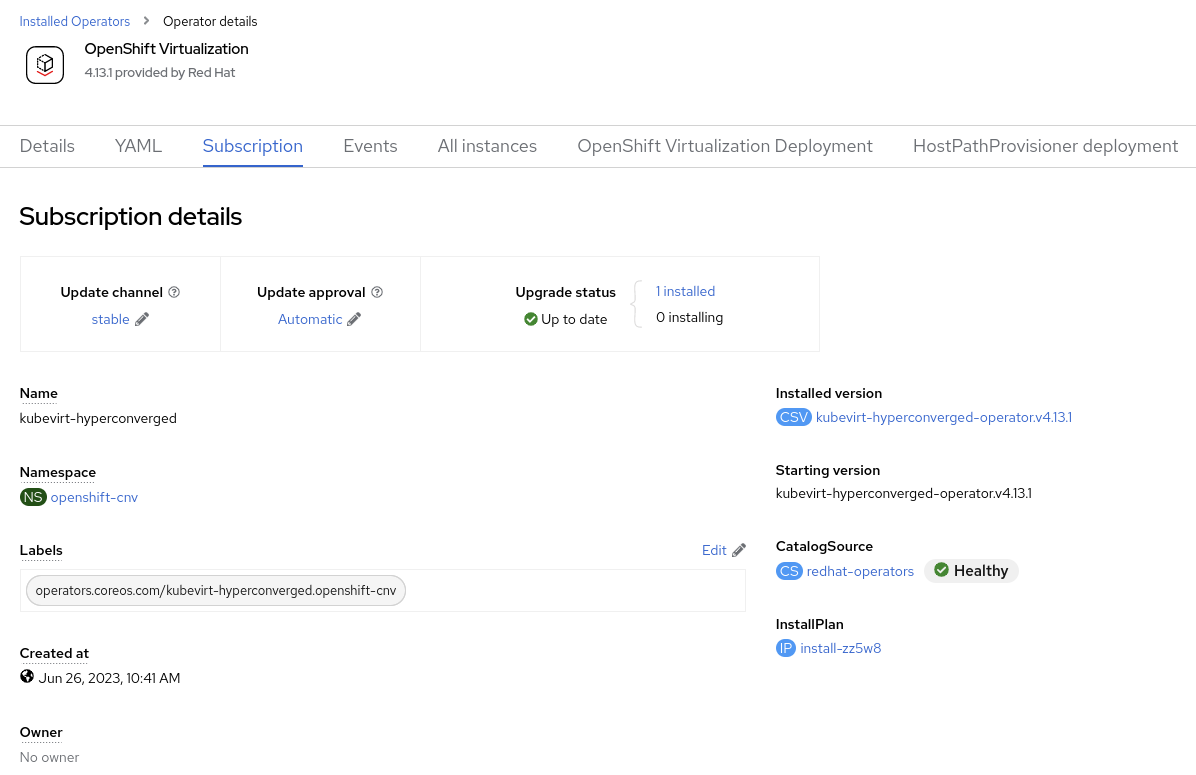 Installed Operators > Operator details
OpenShift Virtualization
4.13.1 provided by Red Hat
Details YAML Subscription Events All instances OpenShift Virtualization Deployment HostPathProvisioner deployment
Subscription details
Update channel
stable
Update approval
Automatic
Upgrade status
Up to date
1 installed
0 installing
Name
kubevirt-hyperconverged
Namespace
NS openshift-cnv
Labels Edit
operators.coreos.com/kubevirt-hyperconverged.openshift-cnv
Created at
Jun 26, 2023, 10:41 AM
Owner
No owner
Installed version
CSV kubevirt-hyperconverged-operator.v4.13.1
Starting version
kubevirt-hyperconverged-operator.v4.13.1
CatalogSource
CS redhat-operators Healthy
InstallPlan
IP install-zz5w8